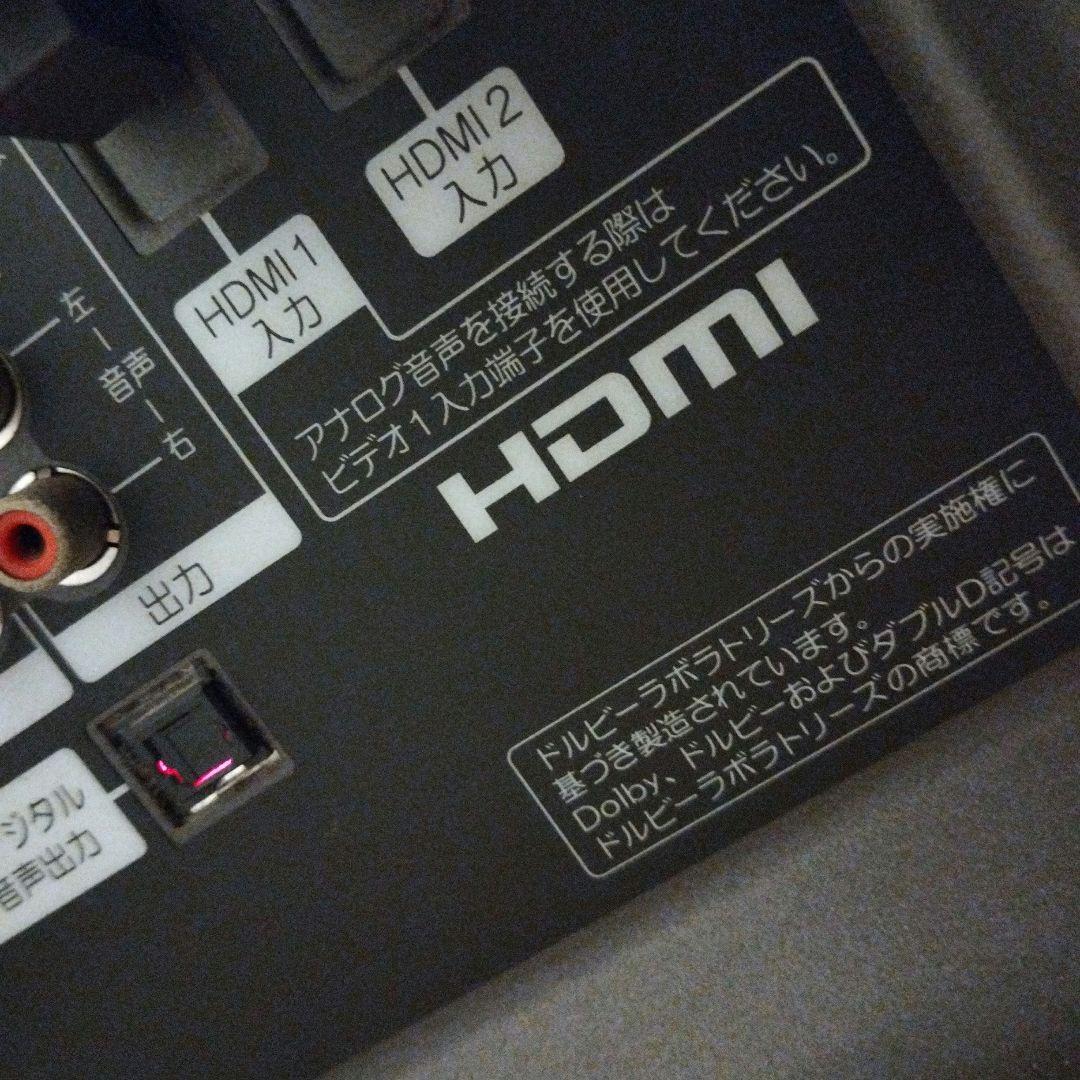 HDMI 2
入力
HDMI 1
入力
アナログ音声を接続する際は
ビデオ1入力端子を使用してください。
HDMI
左
音声
右
出力
ジタル
音声出力
ドルビーラボラトリーズからの実施権に
基づき製造されています。
Dolby、ドルビーおよびダブルD記号は
ドルビーラボラトリーズの商標です。